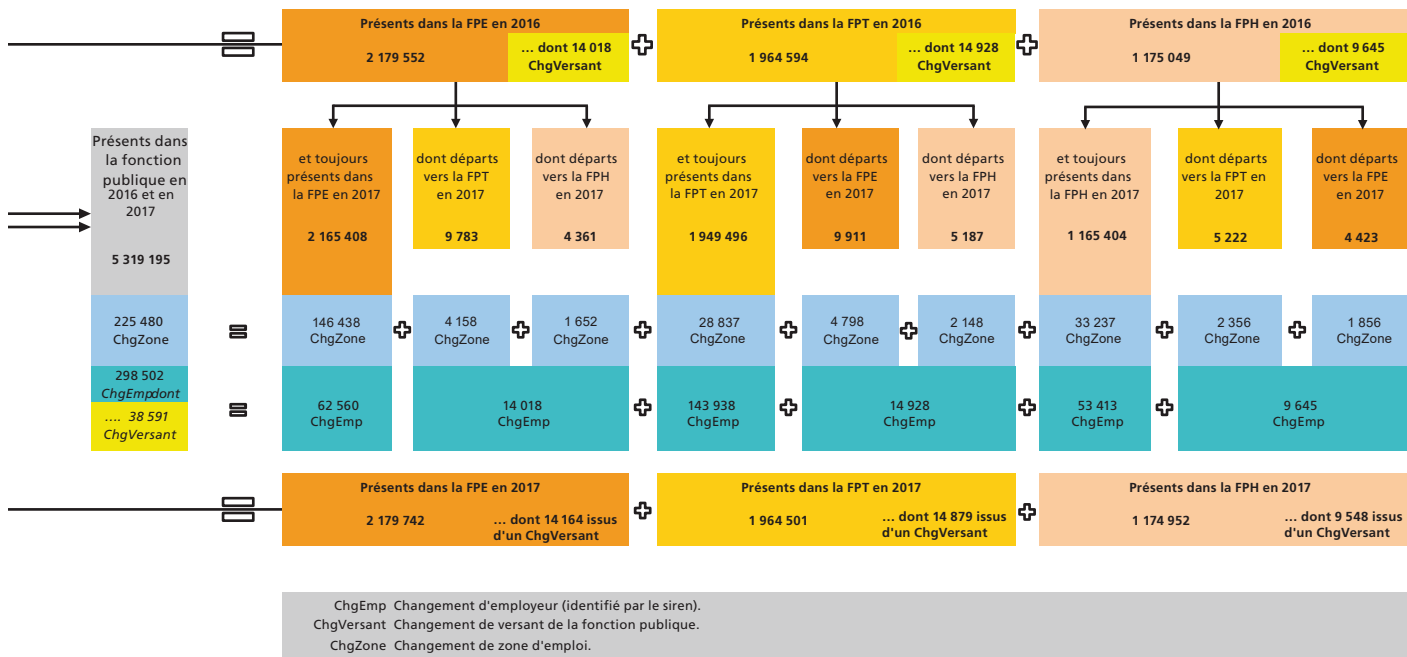 Présents dans la FPE en 2016
2 179 552
... dont 14 018
ChgVersant
Présents dans la FPT en 2016
1 964 594
... dont 14 928
ChgVersant
Présents dans la FPH en 2016
1 175 049
... dont 9 645
ChgVersant
Présents dans
la fonction
publique en
2016 et en
2017
5 319 195
et toujours
présents dans
la FPE en 2017
2 165 408
dont départs
vers la FPT
en 2017
9 783
dont départs
vers la FPH
en 2017
4 361
et toujours
présents dans
la FPT en 2017
1 949 496
dont départs
vers la FPE
en 2017
9 911
dont départs
vers la FPH
en 2017
5 187
et toujours
présents dans
la FPH en 2017
1 165 404
dont départs
vers la FPT en
2017
5 222
dont départs
vers la FPE
en 2017
4 423
225 480
ChgZone
146 438
ChgZone
4 158
ChgZone
1 652
ChgZone
28 837
ChgZone
4 798
ChgZone
2 148
ChgZone
33 237
ChgZone
2 356
ChgZone
1 856
ChgZone
298 502
ChgEmpdont
.... 38 591
ChgVersant
62 560
ChgEmp
14 018
ChgEmp
143 938
ChgEmp
14 928
ChgEmp
53 413
ChgEmp
9 645
ChgEmp
Présents dans la FPE en 2017
2 179 742
... dont 14 164 issus
d'un ChgVersant
Présents dans la FPT en 2017
1 964 501
... dont 14 879 issus
d'un ChgVersant
Présents dans la FPH en 2017
1 174 952
... dont 9 548 issus
d'un ChgVersant
ChgEmp Changement d'employeur (identifié par le siren).
ChgVersant Changement de versant de la fonction publique.
ChgZone Changement de zone d'emploi.